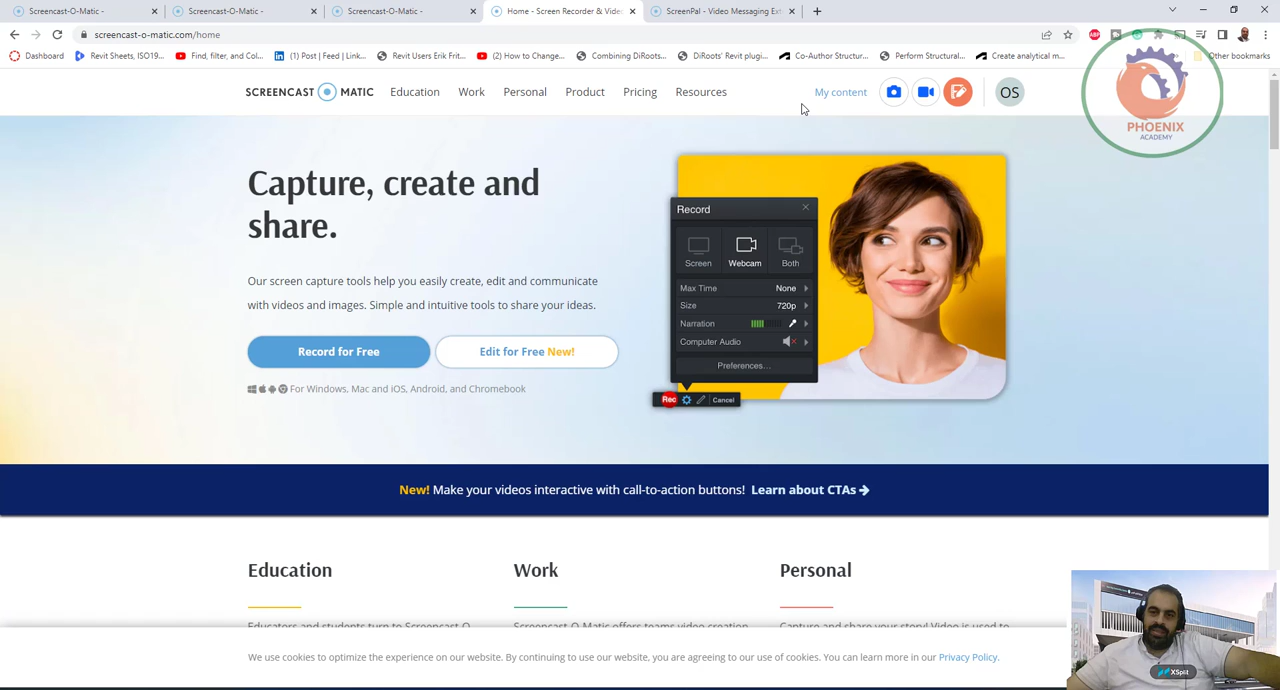 Screencast-O-Matic -
Screencast-O-Matic -
Screencast-O-Matic -
Home - Screen Recorder & Video
ScreenPal - Video Messaging Ext
screencast-o-matic.com/home
Dashboard
Revit Sheets, ISO19...
Find, filter, and Col...
(1) Post | Feed | Link...
Revit Users Erik Frit...
(2) How to Change...
Combining DiRoots...
DiRoots' Revit plugi...
Co-Author Structur...
Perform Structural...
Create analytical m...
Other bookmarks
SCREENCAST O MATIC
Education
Work
Personal
Product
Pricing
Resources
My content
OS
PHOENIX
ACADEMY
Capture, create and
share.
Our screen capture tools help you easily create, edit and communicate
with videos and images. Simple and intuitive tools to share your ideas.
Record for Free
Edit for Free New!
For Windows, Mac and iOS, Android, and Chromebook
Record
Screen
Webcam
Both
Max Time None
Size 720p
Narration
Computer Audio
Preferences...
Rec
Cancel
New! Make your videos interactive with call-to-action buttons! Learn about CTAs
Education
Work
Personal
Educators and students turn to Screencast-O-
Screencast-O-Matic offers teams video creation
Capture and share your story! Video is used to
We use cookies to optimize the experience on our website. By continuing to use our website, you are agreeing to our use of cookies. You can learn more in our Privacy Policy.
XSplit